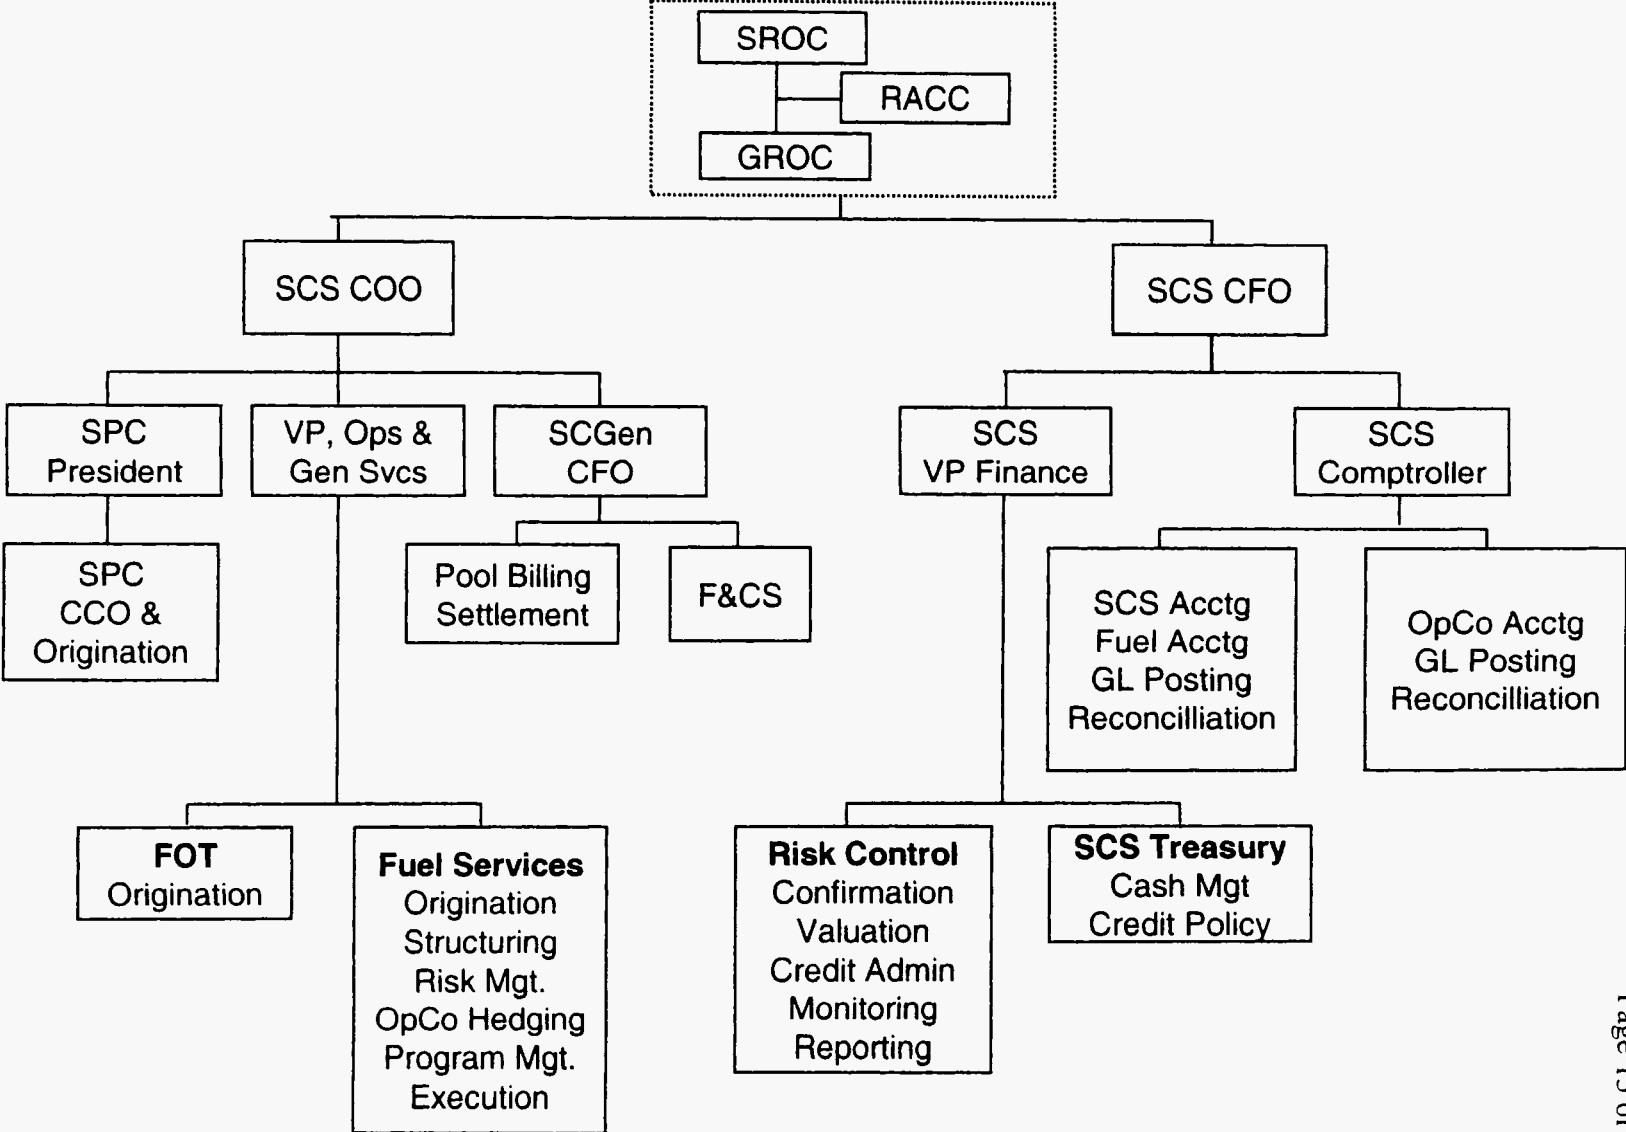 SROC
RACC
GROC
SCS COO
SCS CFO
SPC
President
VP, Ops &
Gen Svcs
SCGen
CFO
SCS
VP Finance
SCS
Comptroller
SPC
CCO &
Origination
Pool Billing
Settlement
F&CS
SCS Acctg
Fuel Acctg
GL Posting
Reconcilliation
OpCo Acctg
GL Posting
Reconcilliation
FOT
Origination
Fuel Services
Origination
Structuring
Risk Mgt.
OpCo Hedging
Program Mgt.
Execution
Risk Control
Confirmation
Valuation
Credit Admin
Monitoring
Reporting
SCS Treasury
Cash Mgt
Credit Policy